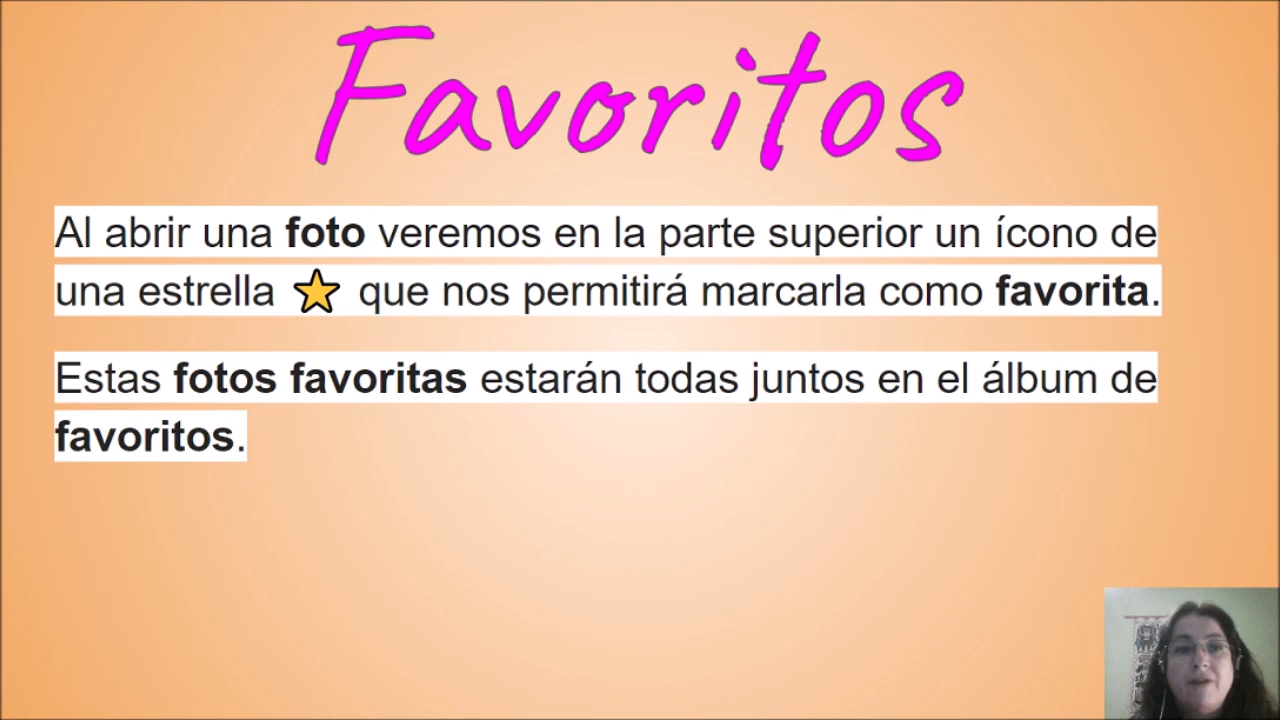 Favoritos
Al abrir una foto veremos en la parte superior un ícono de
una estrella ⭐ que nos permitirá marcarla como favorita.
Estas fotos favoritas estarán todas juntos en el álbum de
favoritos.